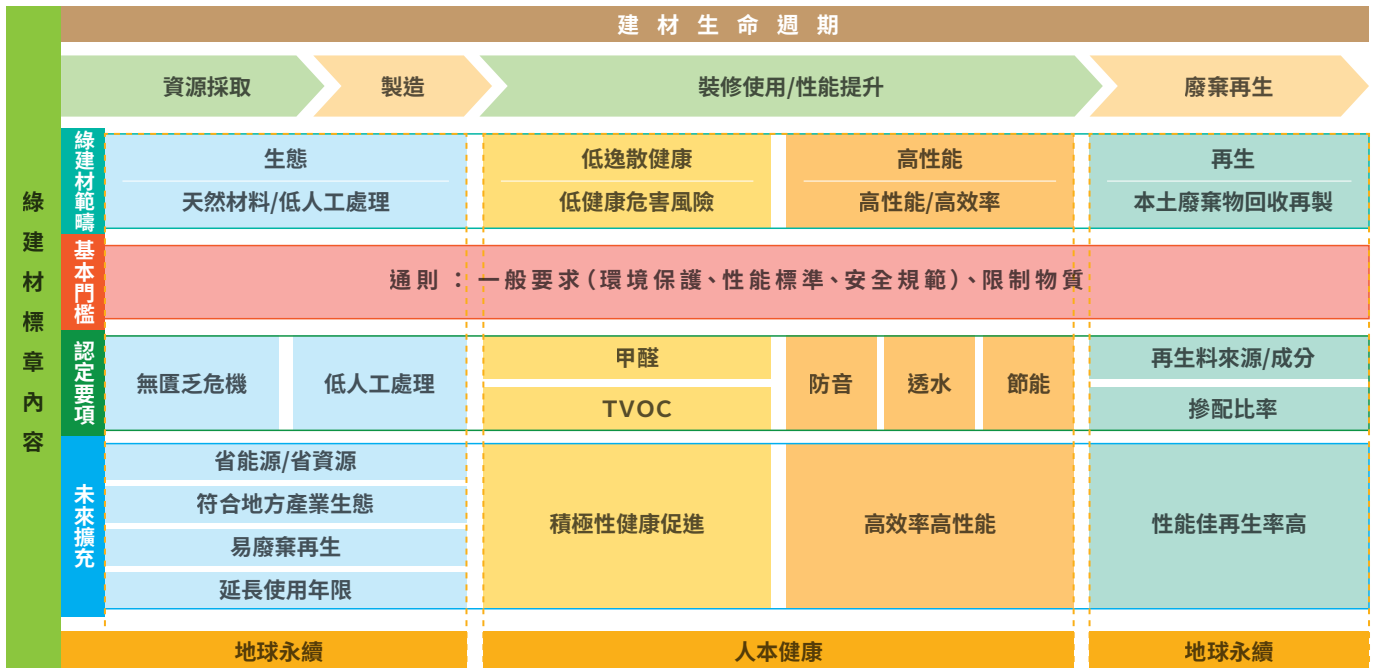 綠建材標章內容
建材生命週期
資源採取
製造
裝修使用/性能提升
廢棄再生
綠建材範疇
生態
天然材料/低人工處理
低逸散健康
低健康危害風險
高性能
高性能/高效率
再生
本土廢棄物回收再製
基本門檻
通則：一般要求(環境保護、性能標準、安全規範)、限制物質
認定要項
無匱乏危機
低人工處理
甲醛
TVOC
防音
透水
節能
再生料來源/成分
摻配比率
未來擴充
省能源/省資源
符合地方產業生態
易廢棄再生
延長使用年限
積極性健康促進
高效率高性能
性能佳再生率高
地球永續
人本健康
地球永續